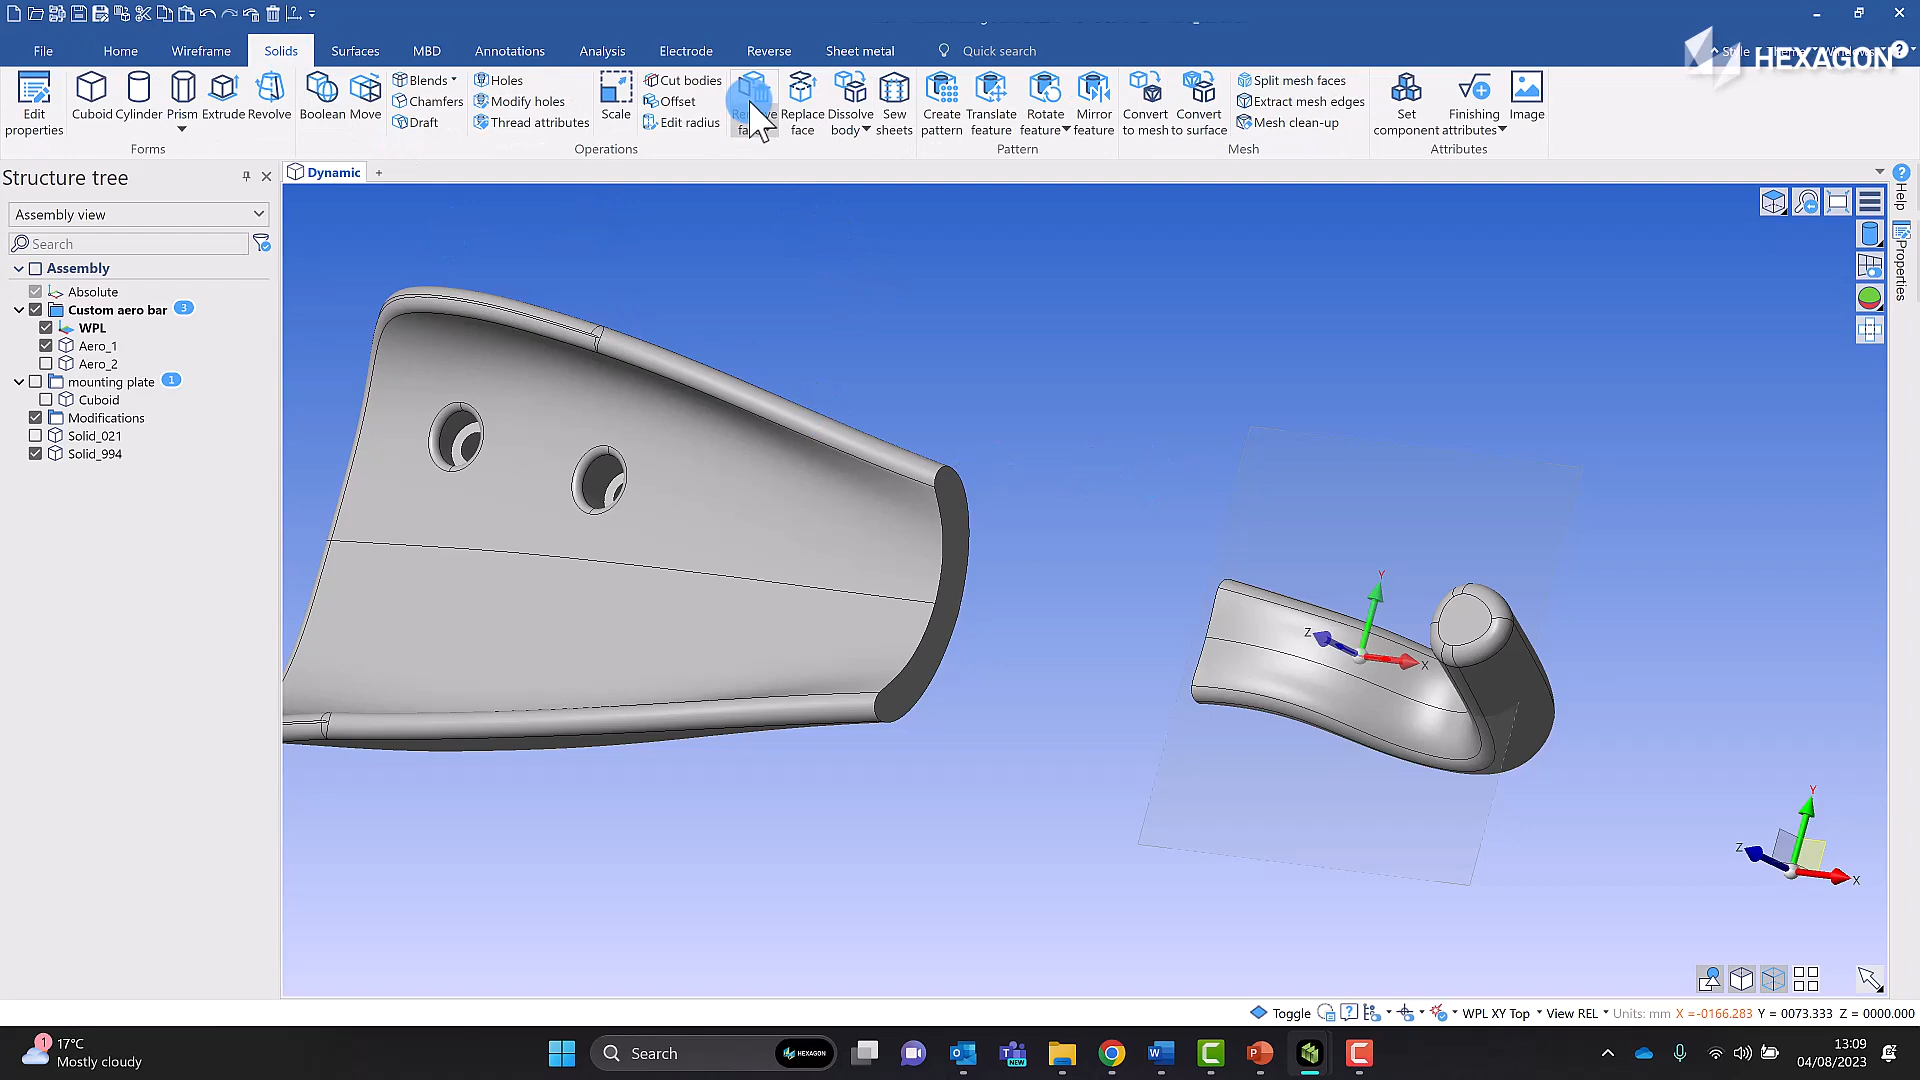 File Home Wireframe Solids Surfaces MBD Annotations Analysis Electrode Reverse Sheet metal Quick search Style
HEXAGON
Edit properties
Cuboid Cylinder Prism Extrude Revolve
Forms
Boolean Move
Blends
Chamfers
Draft
Holes
Modify holes
Thread attributes
Scale
Cut bodies
Offset
Edit radius
Replace face
Dissolve body
Sew sheets
Operations
Create pattern
Translate feature
Rotate feature
Mirror feature
Pattern
Convert to mesh
Convert to surface
Split mesh faces
Extract mesh edges
Mesh clean-up
Mesh
Set component
Finishing attributes
Image
Attributes
Structure tree
Dynamic +
Assembly view
Search
Assembly
Absolute
Custom aero bar 3
WPL
Aero_1
Aero_2
mounting plate 1
Cuboid
Modifications
Solid_021
Solid_994
Help
Properties
Y
Z
X
Y
Z
X
Toggle WPL XY Top View REL Units: mm X =-0166.283 Y = 0073.333 Z = 0000.000
1
17°C
Mostly cloudy
Search
HEXAGON
NEW
13:09
04/08/2023